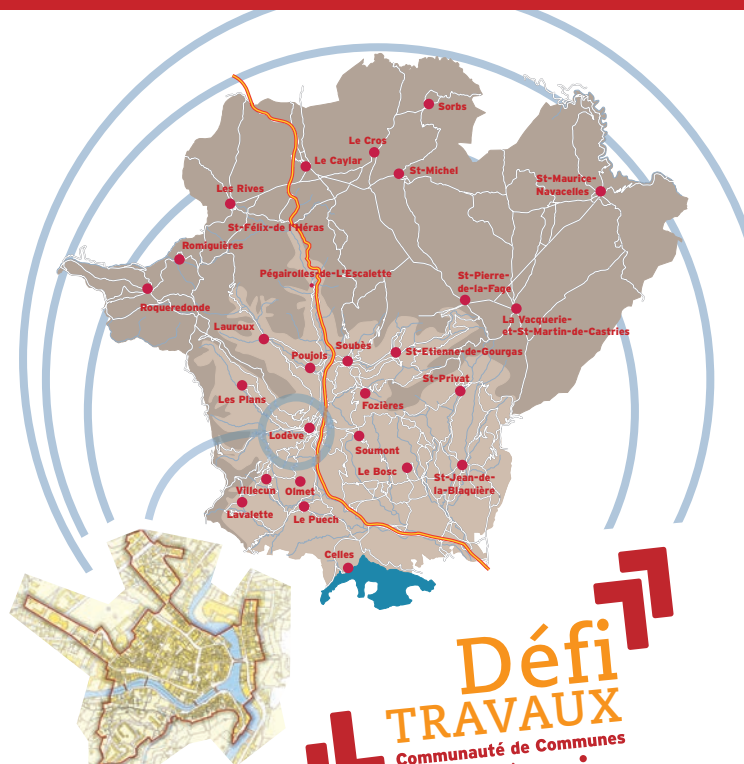 Sorbs
Le Cros
Le Caylar
St-Michel
St-Maurice-
Navacelles
Les Rives
St-Félix-de l'Héras
Romiguières
Pégairolles-de-L'Escalette
St-Pierre-
de-la-Fage
Roqueredonde
La Vacquerie-
et-St-Martin-de-Castries
Lauroux
Soubès
St-Etienne-de-Gourgas
Poujols
St-Privat
Les Plans
Fozières
Lodève
Soumont
Le Bosc
St-Jean-de-
la-Blaquière
Villecun
Olmet
Lavalette
Le Puech
Celles
Défi
TRAVAUX
Communauté de Communes